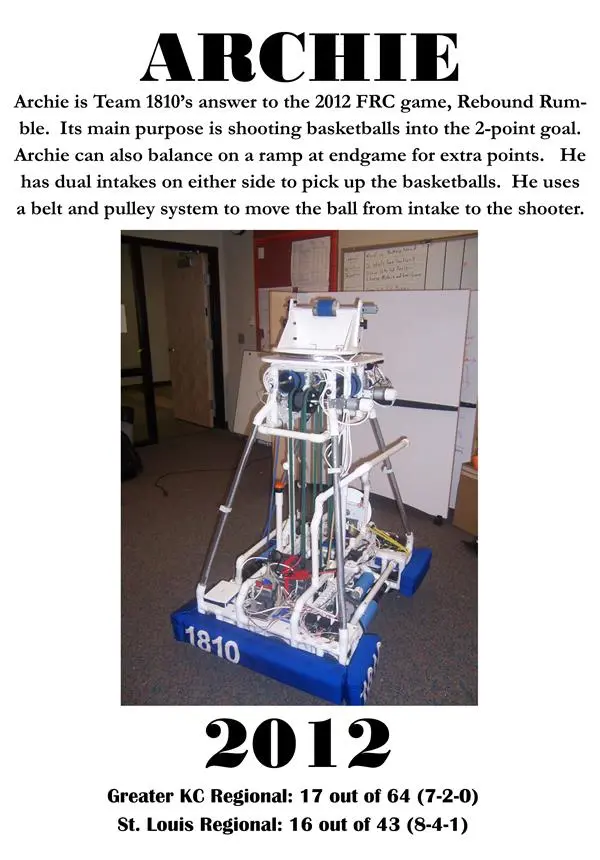 ARCHIE
Archie is Team 1810’s answer to the 2012 FRC game, Rebound Rum-
ble.  Its main purpose is shooting basketballs into the 2-point goal.
Archie can also balance on a ramp at endgame for extra points.   He
has dual intakes on either side to pick up the basketballs.  He uses
a belt and pulley system to move the ball from intake to the shooter.
1810
2012
Greater KC Regional: 17 out of 64 (7-2-0)
St. Louis Regional: 16 out of 43 (8-4-1)